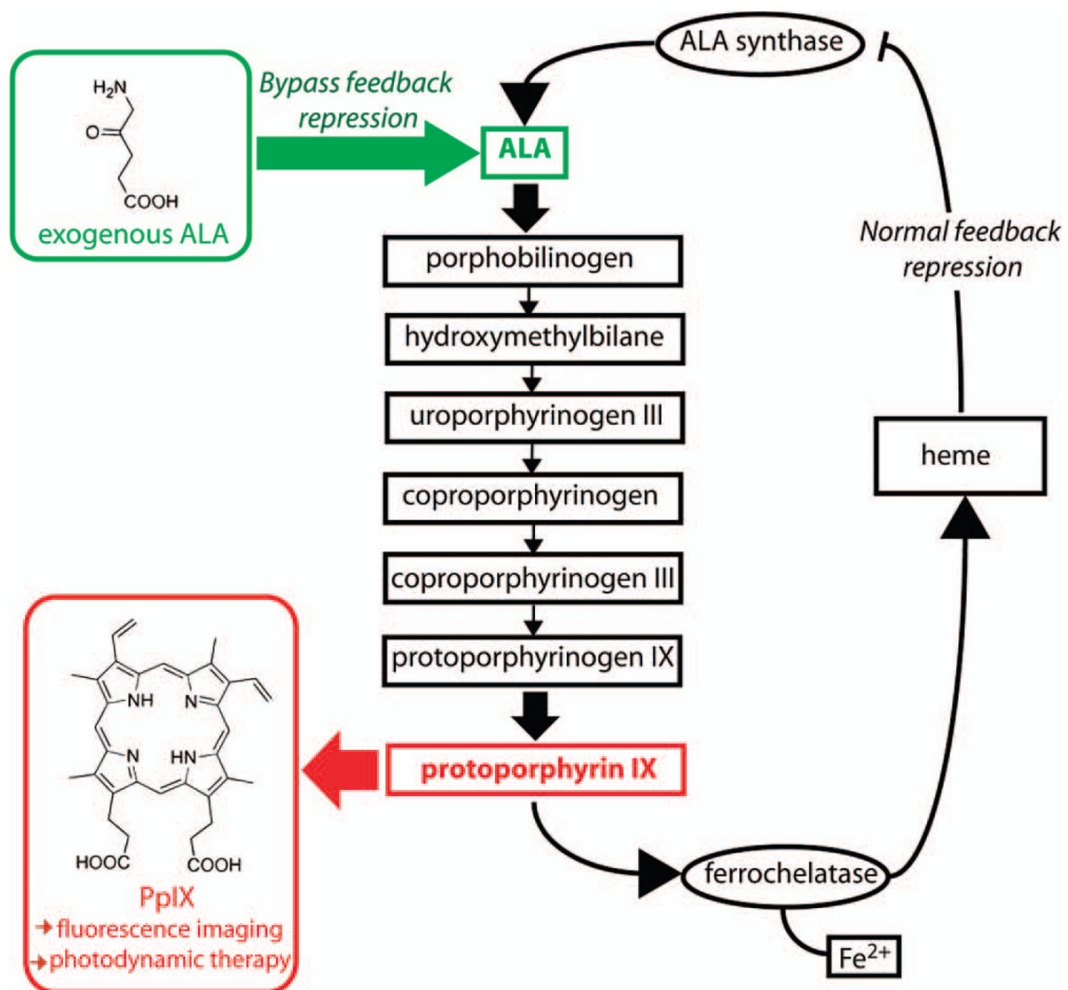 ALA synthase
H₂N
O
COOH
exogenous ALA
Bypass feedback
repression
ALA
porphobilinogen
hydroxymethylbilane
uroporphyrinogen III
coproporphyrinogen
coproporphyrinogen III
protoporphyrinogen IX
protoporphyrin IX
Normal feedback
repression
heme
ferrochelatase
Fe²⁺
NH
N
N
HN
HOOC
COOH
PpIX
fluorescence imaging
photodynamic therapy